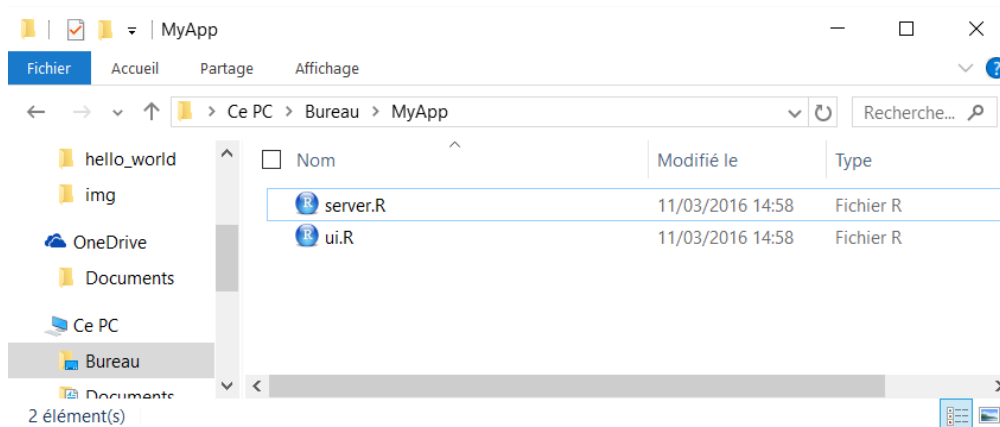 MyApp
Fichier Accueil Partage Affichage
Ce PC > Bureau > MyApp Recherche...
hello_world
img
OneDrive
Documents
Ce PC
Bureau
Documents
Nom Modifié le Type
server.R 11/03/2016 14:58 Fichier R
ui.R 11/03/2016 14:58 Fichier R
2 élément(s)